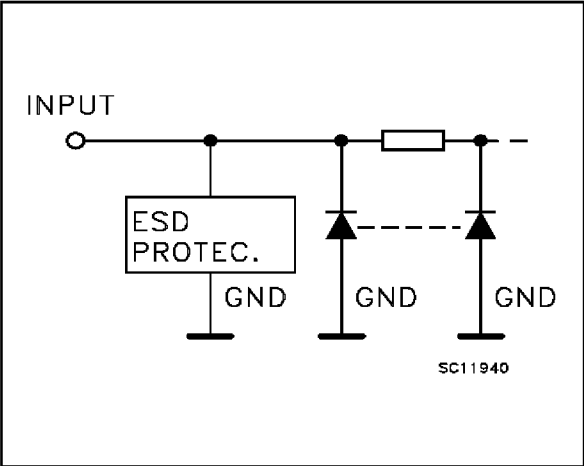 INPUT
ESD
PROTEC.
GND
GND
GND
SC11940